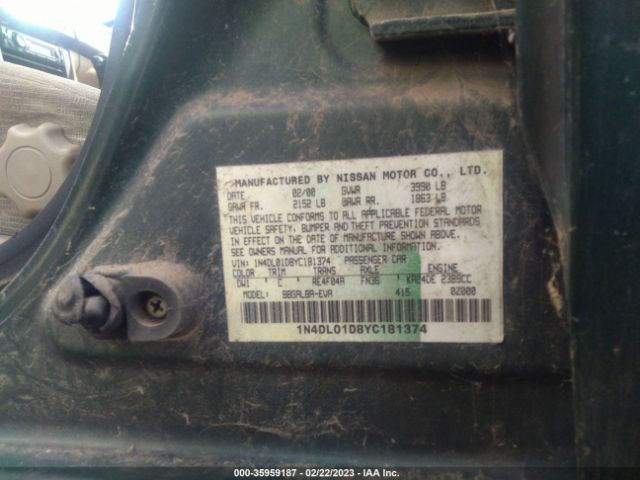 MANUFACTURED BY NISSAN MOTOR CO., LTD.
DATE 02/00 GVWR 3990 LB
GAWR FR. 2152 LB GAWR RR. 1863 LB
THIS VEHICLE CONFORMS TO ALL APPLICABLE FEDERAL MOTOR
VEHICLE SAFETY, BUMPER AND THEFT PREVENTION STANDARDS
IN EFFECT ON THE DATE OF MANUFACTURE SHOWN ABOVE.
SEE OWNERS MANUAL FOR ADDITIONAL INFORMATION.
VIN: 1N4DL01D8YC181374 PASSENGER CAR
COLOR TRIM TRANS AXLE ENGINE
DW1 C RE4F04A FN36 KA24DE 2389CC
MODEL: BBGALBA-EVA 415 02000
1N4DL01D8YC181374
000-35959187 - 02/22/2023 - IAA Inc.